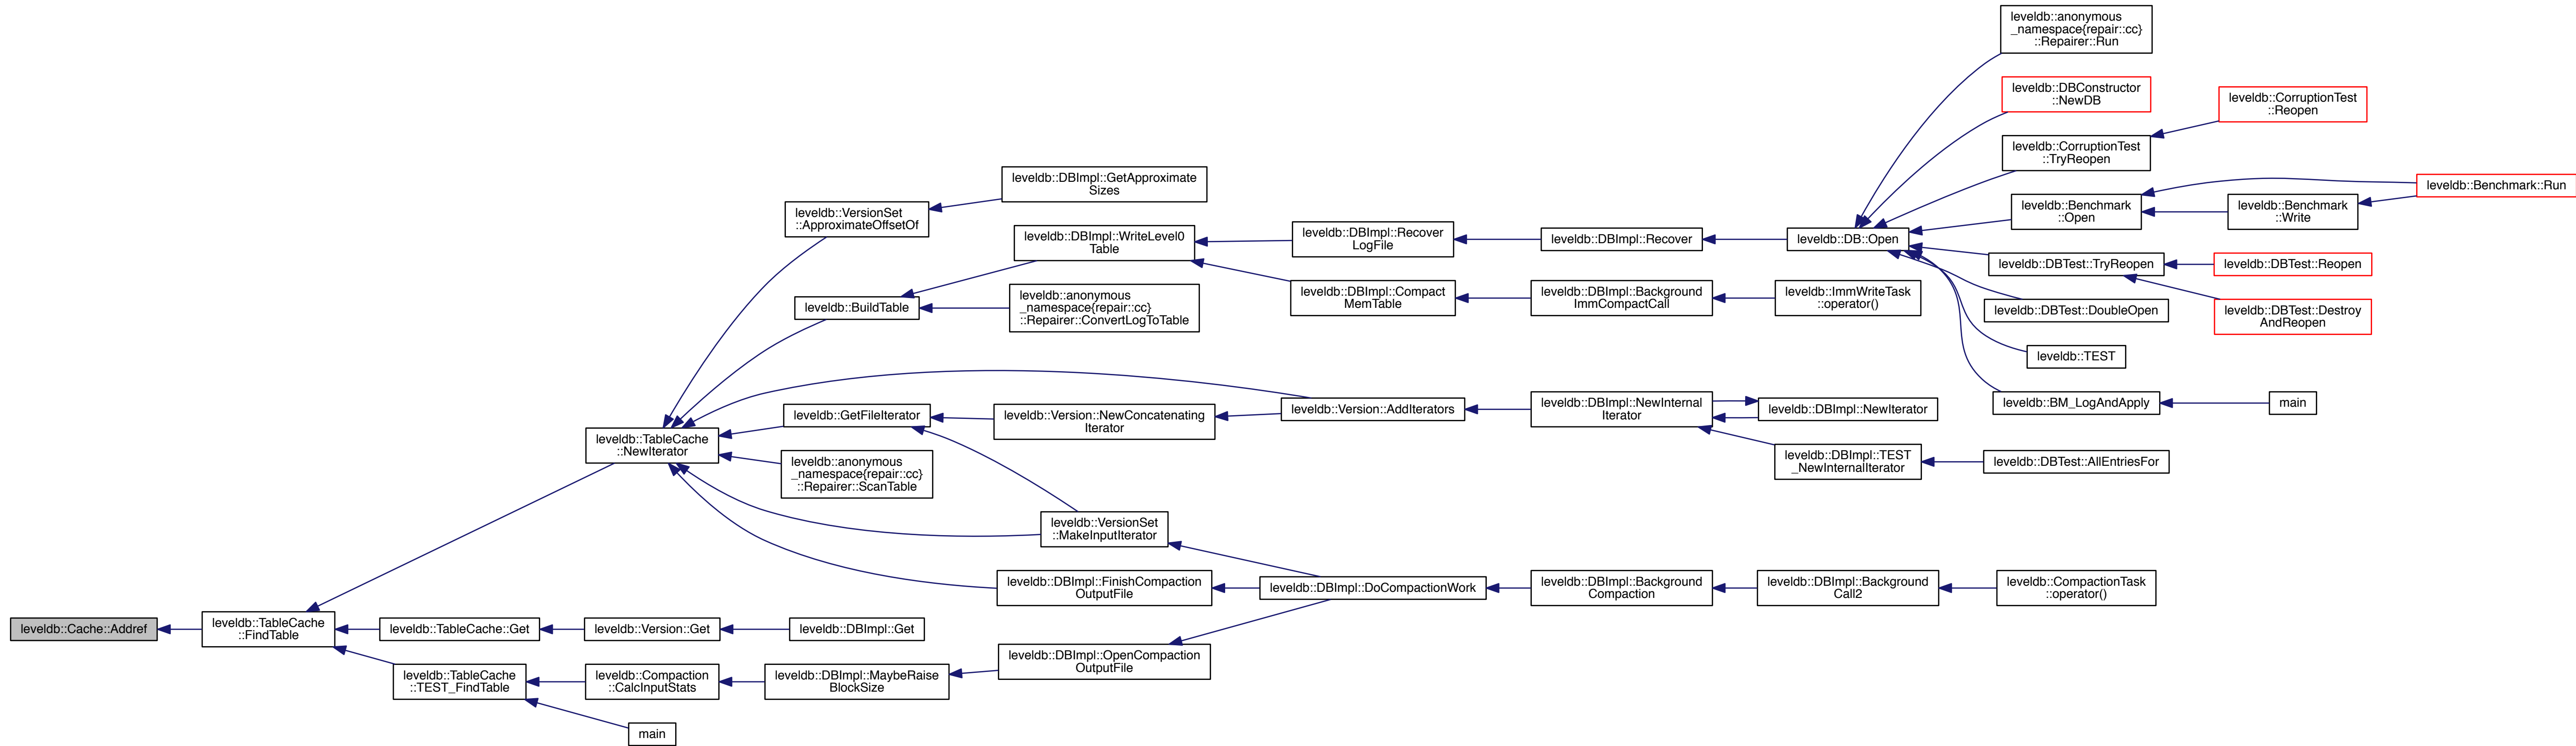 leveldb::Cache::Addref
leveldb::TableCache
::FindTable
leveldb::TableCache
::NewIterator
leveldb::TableCache::Get
leveldb::TableCache
::TEST_FindTable
leveldb::VersionSet
::ApproximateOffsetOf
leveldb::BuildTable
leveldb::GetFileIterator
leveldb::anonymous
_namespace{repair::cc}
::Repairer::ScanTable
leveldb::Version::Get
leveldb::Compaction
::CalcInputStats
main
leveldb::DBImpl::Get
leveldb::DBImpl::MaybeRaise
BlockSize
leveldb::DBImpl::GetApproximate
Sizes
leveldb::DBImpl::WriteLevel0
Table
leveldb::anonymous
_namespace{repair::cc}
::Repairer::ConvertLogToTable
leveldb::Version::NewConcatenating
Iterator
leveldb::VersionSet
::MakeInputIterator
leveldb::DBImpl::FinishCompaction
OutputFile
leveldb::DBImpl::OpenCompaction
OutputFile
leveldb::DBImpl::Recover
LogFile
leveldb::DBImpl::Compact
MemTable
leveldb::Version::AddIterators
leveldb::DBImpl::DoCompactionWork
leveldb::DBImpl::Recover
leveldb::DBImpl::Background
ImmCompactCall
leveldb::DBImpl::NewInternal
Iterator
leveldb::DBImpl::Background
Compaction
leveldb::DB::Open
leveldb::ImmWriteTask
::operator()
leveldb::DBImpl::NewIterator
leveldb::DBImpl::TEST
_NewInternalIterator
leveldb::DBImpl::Background
Call2
leveldb::anonymous
_namespace{repair::cc}
::Repairer::Run
leveldb::DBConstructor
::NewDB
leveldb::CorruptionTest
::TryReopen
leveldb::Benchmark
::Open
leveldb::DBTest::TryReopen
leveldb::DBTest::DoubleOpen
leveldb::TEST
leveldb::BM_LogAndApply
leveldb::DBTest::AllEntriesFor
leveldb::CompactionTask
::operator()
leveldb::CorruptionTest
::Reopen
leveldb::Benchmark
::Write
leveldb::DBTest::Reopen
leveldb::DBTest::Destroy
AndReopen
main
leveldb::Benchmark::Run